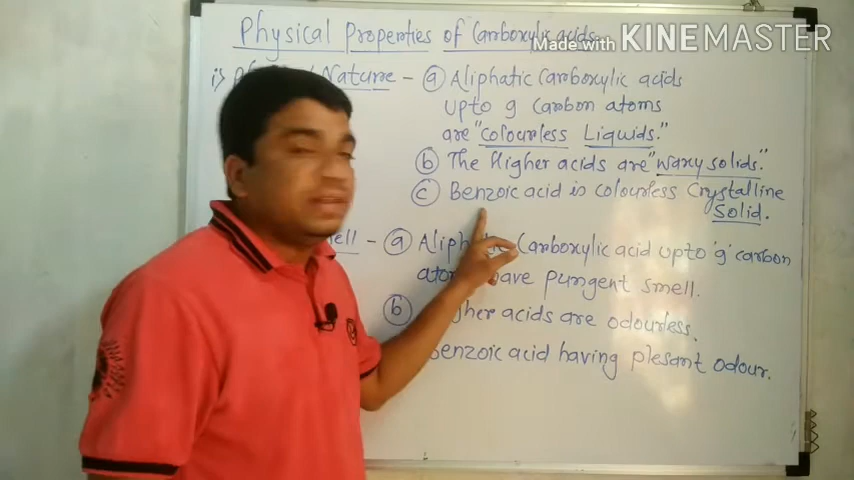 Physical Properties of Carboxylic acids.
Made with KINEMASTER
i) Nature - (a) Aliphatic Carboxylic acids
upto 9 Carbon atoms
are "Colourless Liquids."
(b) The Higher acids are "waxy solids."
(c) Benzoic acid is colourless Crystalline
Solid.
(a) Carboxylic acid upto '9' carbon
have pungent smell.
(b) acids are odourless.
Benzoic acid having plesant odour.